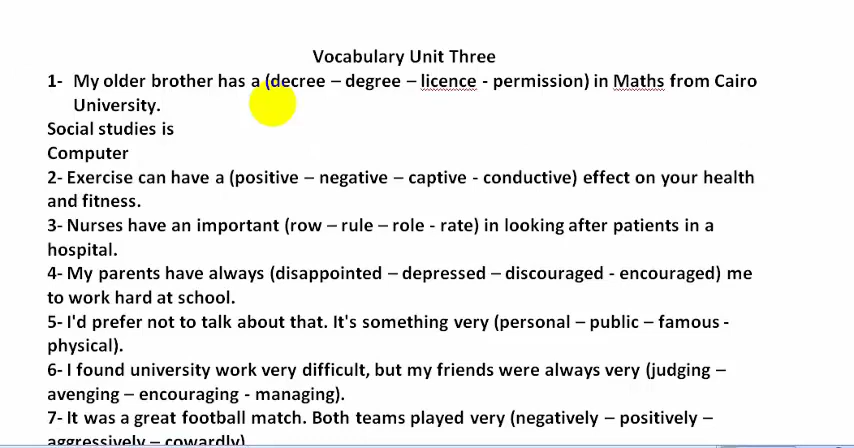 Vocabulary Unit Three
1- My older brother has a (decree – degree – licence - permission) in Maths from Cairo
University.
Social studies is
Computer
2- Exercise can have a (positive – negative – captive - conductive) effect on your health
and fitness.
3- Nurses have an important (row – rule – role - rate) in looking after patients in a
hospital.
4- My parents have always (disappointed – depressed – discouraged - encouraged) me
to work hard at school.
5- I'd prefer not to talk about that. It's something very (personal – public – famous -
physical).
6- I found university work very difficult, but my friends were always very (judging –
avenging – encouraging - managing).
7- It was a great football match. Both teams played very (negatively – positively –
aggressively – cowardly)